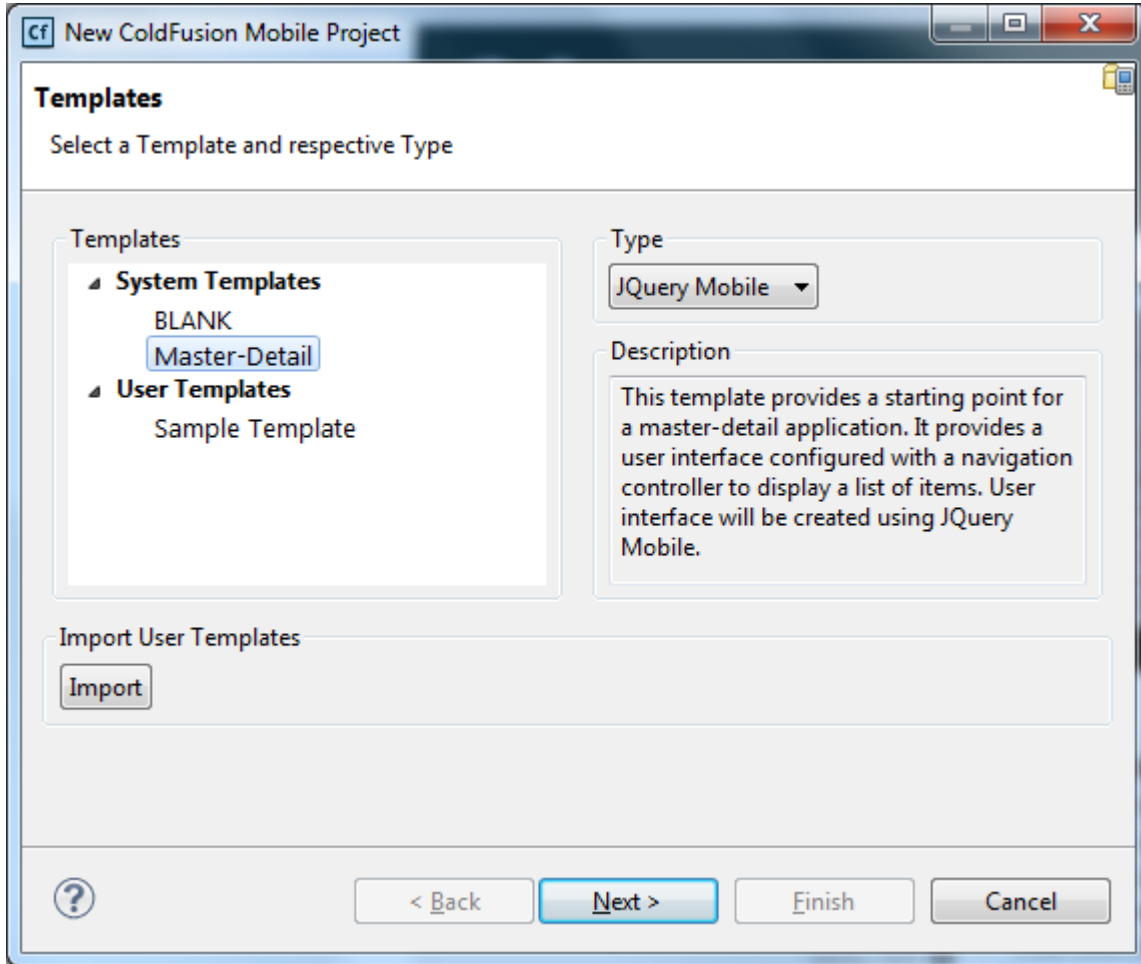 Cf New ColdFusion Mobile Project
Templates
Select a Template and respective Type
Templates
System Templates
BLANK
Master-Detail
User Templates
Sample Template
Type
JQuery Mobile
Description
This template provides a starting point for
a master-detail application. It provides a
user interface configured with a navigation
controller to display a list of items. User
interface will be created using JQuery
Mobile.
Import User Templates
Import
? < Back Next > Finish Cancel